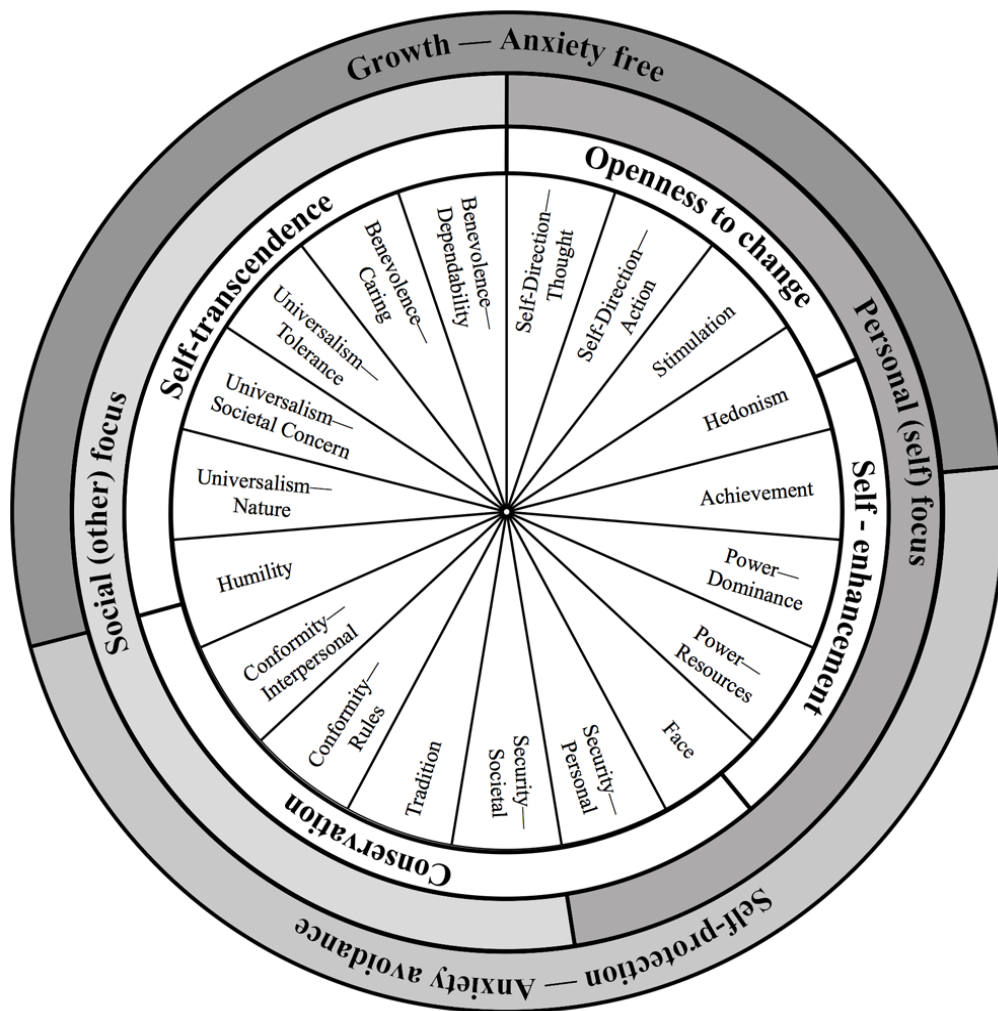 Growth — Anxiety free
Self-protection — Anxiety avoidance
Social (other) focus
Personal (self) focus
Self-transcendence
Openness to change
Self - enhancement
Conservation
Self-Direction—
Thought
Self-Direction—
Action
Stimulation
Hedonism
Achievement
Power—
Dominance
Power—
Resources
Face
Security—
Personal
Security—
Societal
Tradition
Conformity—
Rules
Conformity—
Interpersonal
Humility
Universalism—
Nature
Universalism—
Societal Concern
Universalism—
Tolerance
Benevolence—
Caring
Benevolence—
Dependability